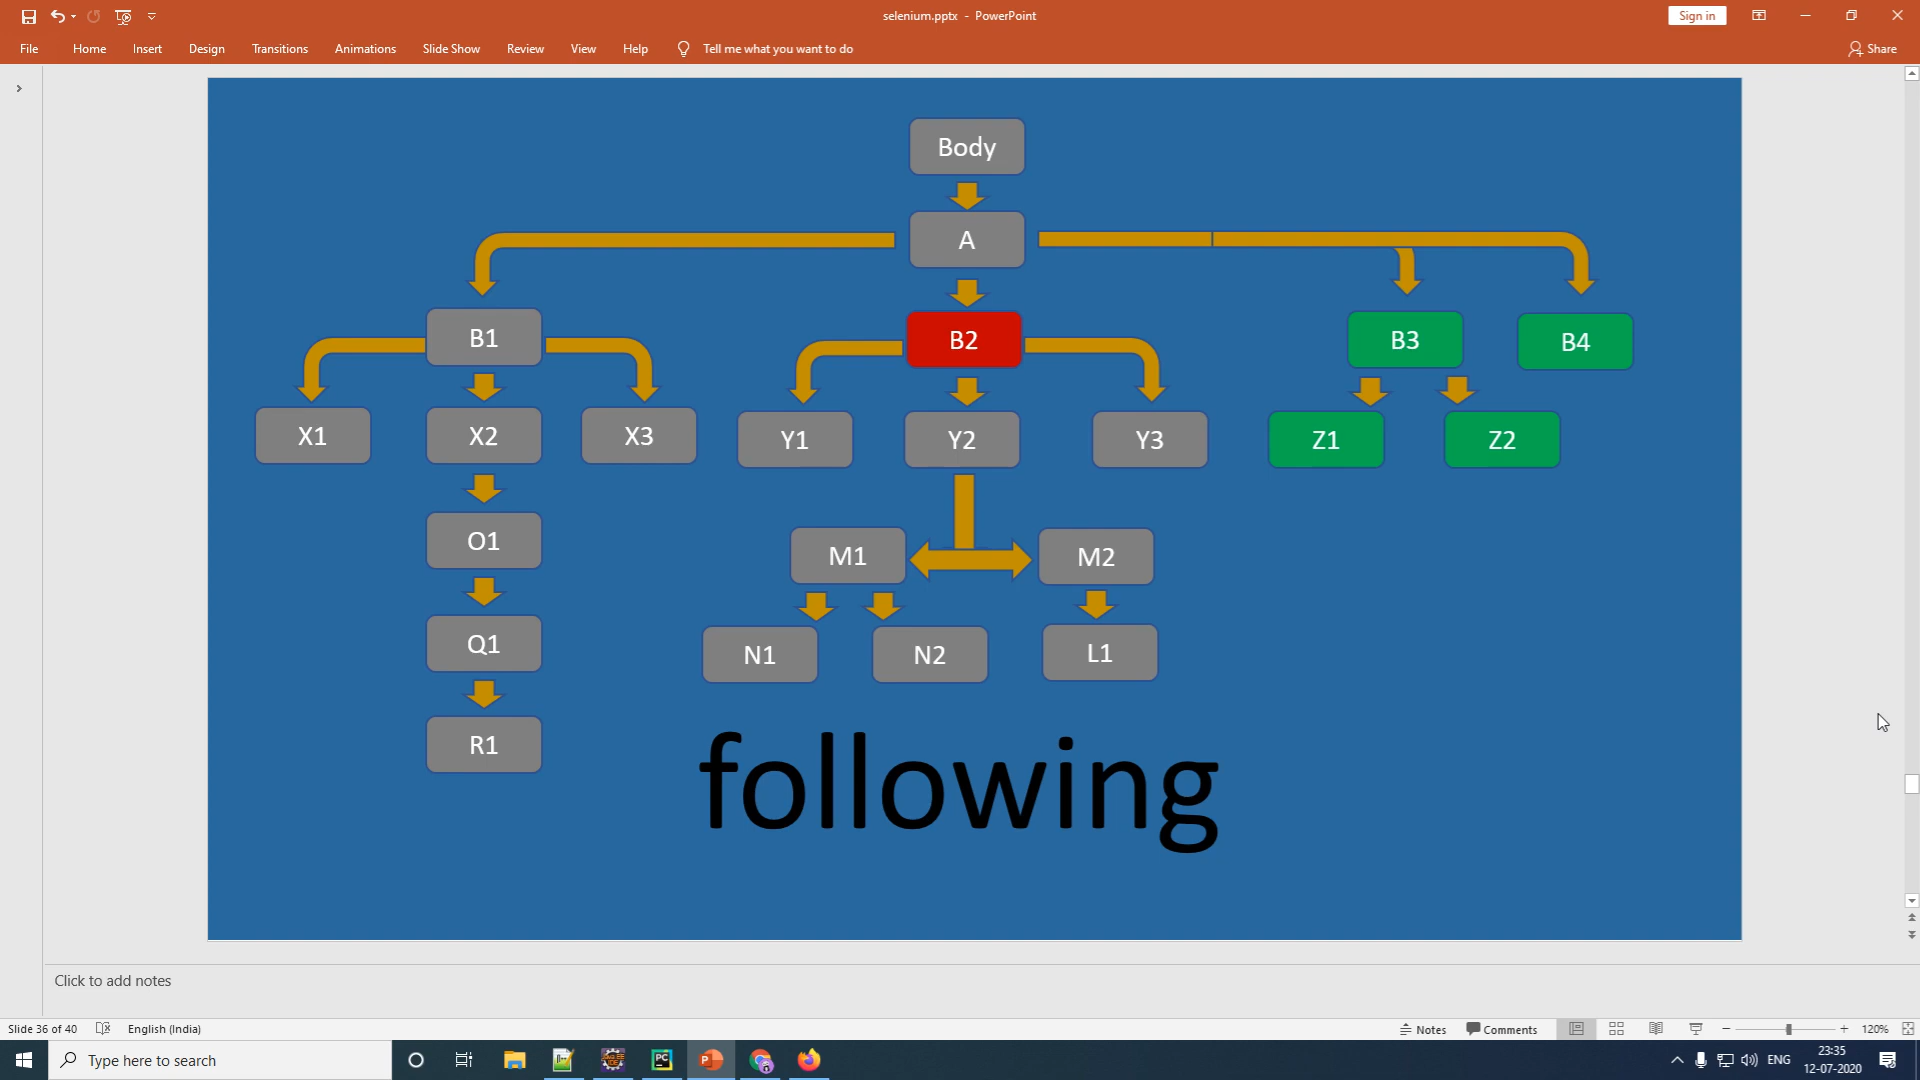 selenium.pptx - PowerPoint
Sign in
File Home Insert Design Transitions Animations Slide Show Review View Help Tell me what you want to do Share
Body
A
B1 B2 B3 B4
X1 X2 X3 Y1 Y2 Y3 Z1 Z2
O1 M1 M2
Q1 N1 N2 L1
R1
following
Click to add notes
Slide 36 of 40 English (India) Notes Comments 120%
Type here to search
PC
ENG
23:35
12-07-2020